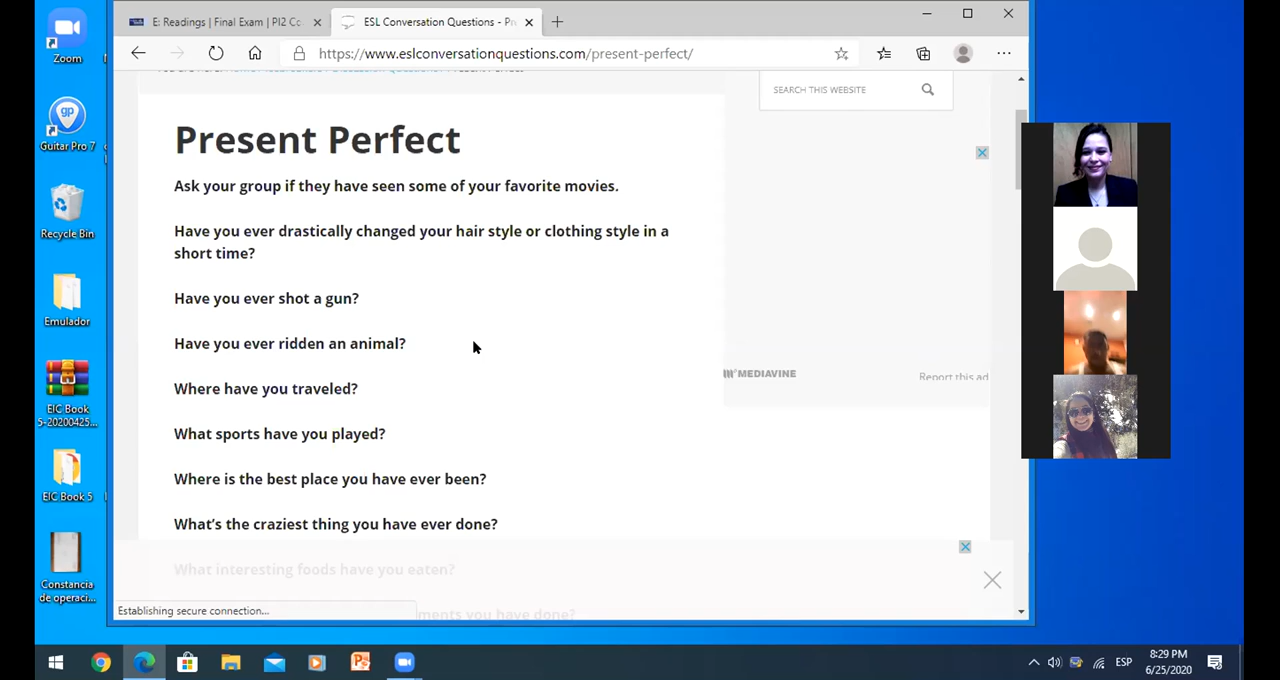 Zoom
Guitar Pro 7
Recycle Bin
Emulador
EIC Book
5-20200425...
EIC Book 5
Constancia
de operaci...
E: Readings | Final Exam | PI2 Co
ESL Conversation Questions - Pr
https://www.eslconversationquestions.com/present-perfect/
SEARCH THIS WEBSITE
Present Perfect
Ask your group if they have seen some of your favorite movies.
Have you ever drastically changed your hair style or clothing style in a
short time?
Have you ever shot a gun?
Have you ever ridden an animal?
Where have you traveled?
What sports have you played?
Where is the best place you have ever been?
What's the craziest thing you have ever done?
What interesting foods have you eaten?
ments you have done?
MEDIAVINE
Report this ad
Establishing secure connection...
ESP
8:29 PM
6/25/2020